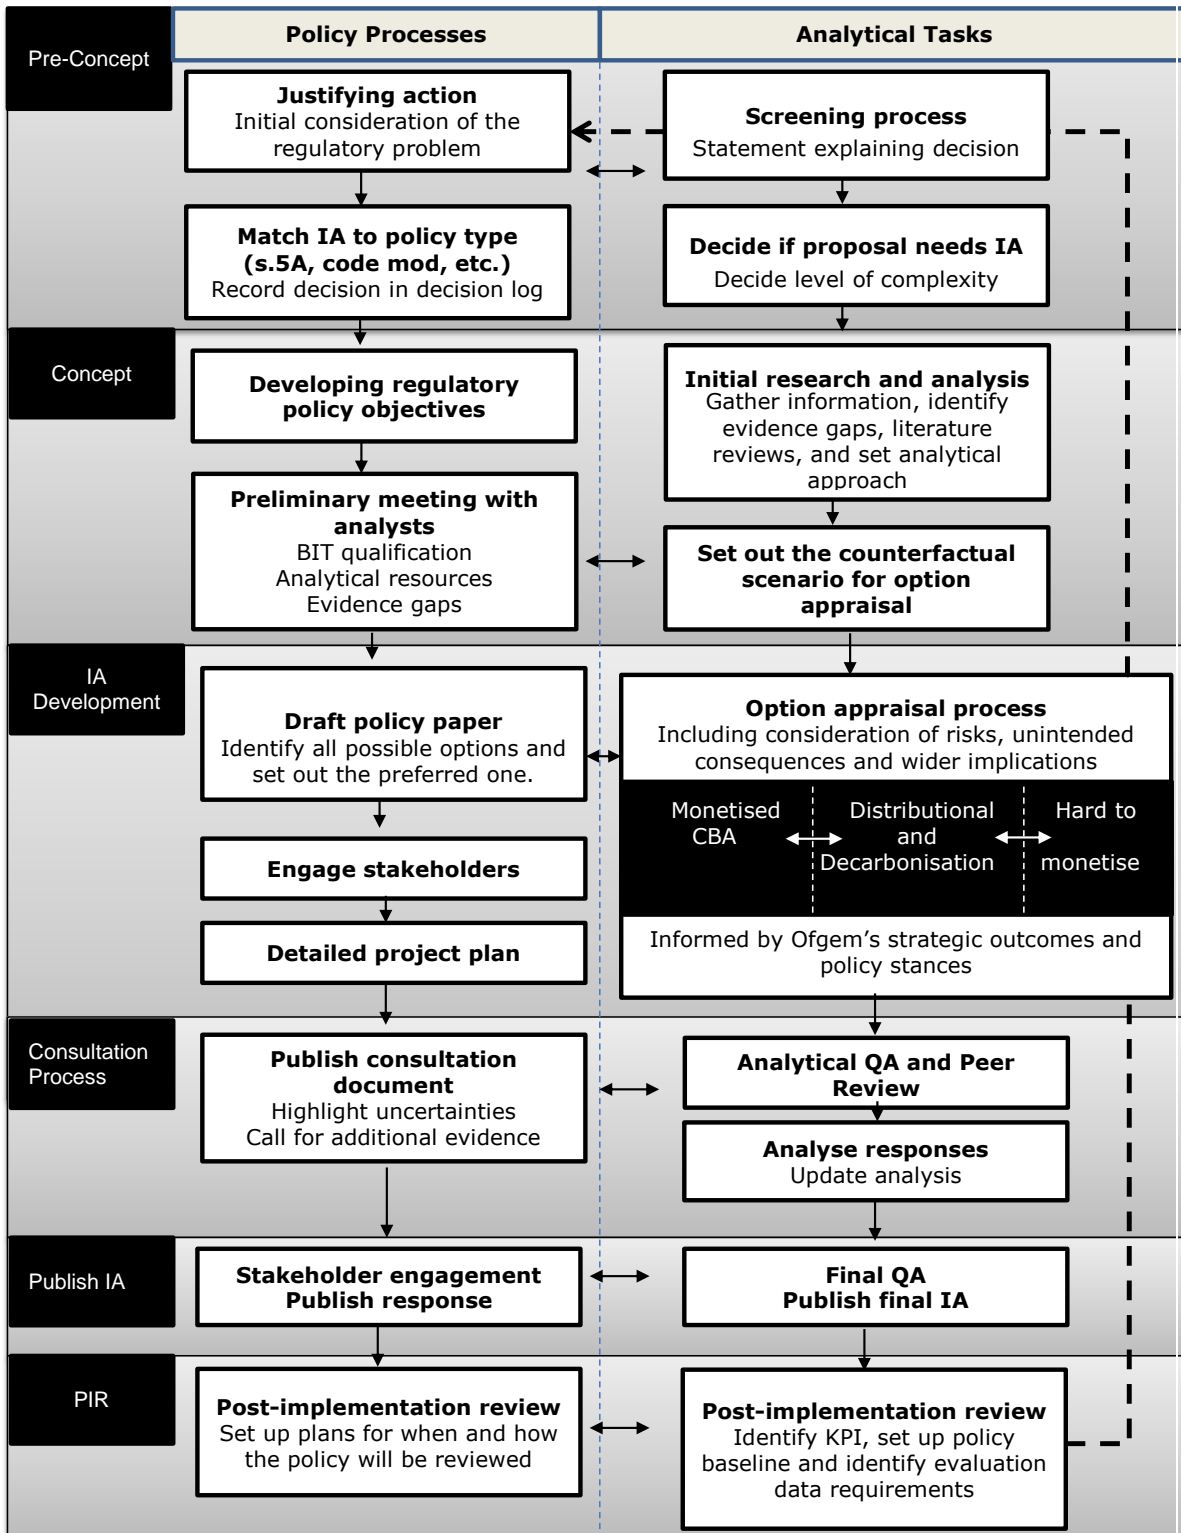 Policy Processes
Analytical Tasks
Pre-Concept
Justifying action
Initial consideration of the
regulatory problem
Screening process
Statement explaining decision
Match IA to policy type
(s.5A, code mod, etc.)
Record decision in decision log
Decide if proposal needs IA
Decide level of complexity
Concept
Developing regulatory
policy objectives
Initial research and analysis
Gather information, identify
evidence gaps, literature
reviews, and set analytical
approach
Preliminary meeting with
analysts
BIT qualification
Analytical resources
Evidence gaps
Set out the counterfactual
scenario for option
appraisal
IA
Development
Draft policy paper
Identify all possible options and
set out the preferred one.
Option appraisal process
Including consideration of risks, unintended
consequences and wider implications
Monetised
CBA
Distributional
and
Decarbonisation
Hard to
monetise
Informed by Ofgem’s strategic outcomes and
policy stances
Engage stakeholders
Detailed project plan
Consultation
Process
Publish consultation
document
Highlight uncertainties
Call for additional evidence
Analytical QA and Peer
Review
Analyse responses
Update analysis
Publish IA
Stakeholder engagement
Publish response
Final QA
Publish final IA
PIR
Post-implementation review
Set up plans for when and how
the policy will be reviewed
Post-implementation review
Identify KPI, set up policy
baseline and identify evaluation
data requirements